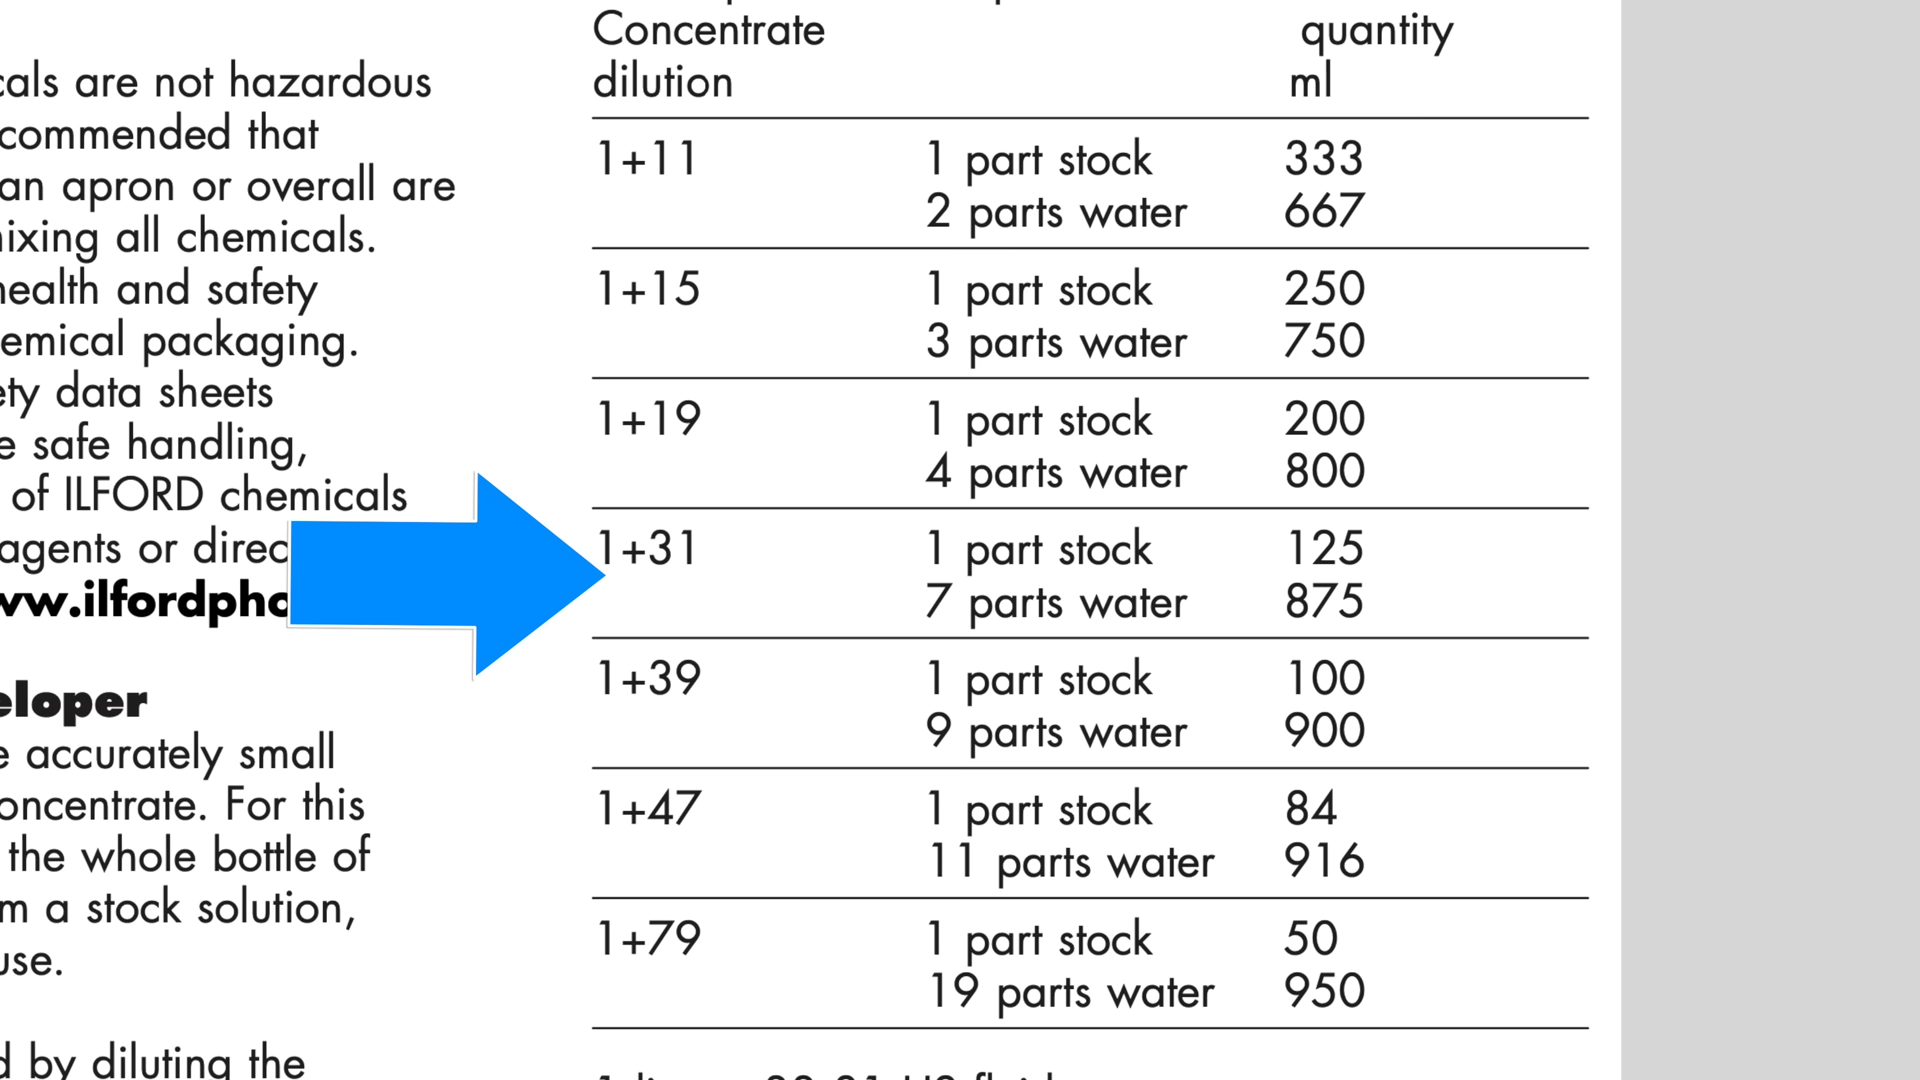 cals are not hazardous
commended that
an apron or overall are
ixing all chemicals.
health and safety
emical packaging.
ety data sheets
e safe handling,
of ILFORD chemicals
agents or direc
ww.ilfordpho
eloper
e accurately small
oncentrate. For this
the whole bottle of
m a stock solution,
use.
d by diluting the
Concentrate quantity
dilution ml
1+11 1 part stock 333
2 parts water 667
1+15 1 part stock 250
3 parts water 750
1+19 1 part stock 200
4 parts water 800
1+31 1 part stock 125
7 parts water 875
1+39 1 part stock 100
9 parts water 900
1+47 1 part stock 84
11 parts water 916
1+79 1 part stock 50
19 parts water 950